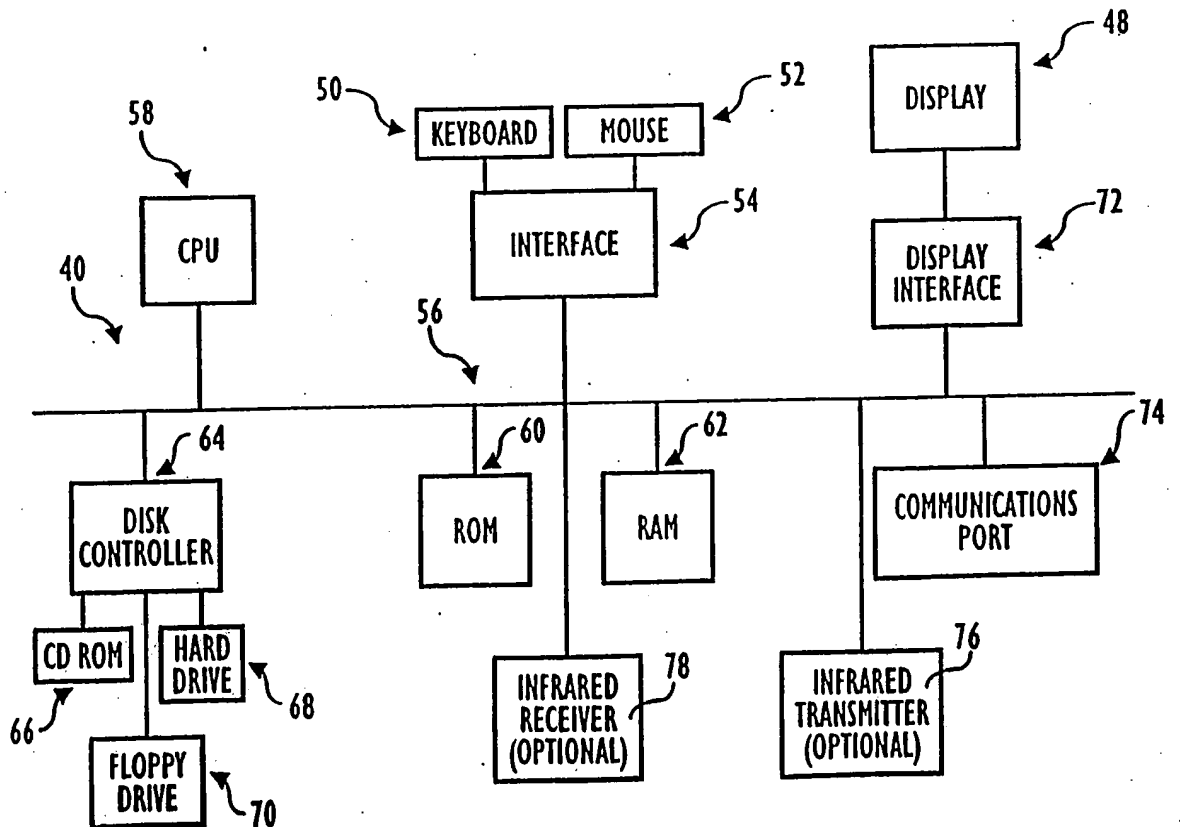 48
DISPLAY
50
KEYBOARD
52
MOUSE
58
CPU
54
INTERFACE
72
DISPLAY
INTERFACE
40
56
64
DISK
CONTROLLER
60
ROM
62
RAM
74
COMMUNICATIONS
PORT
CD ROM
66
HARD
DRIVE
68
FLOPPY
DRIVE
70
INFRARED
RECEIVER
(OPTIONAL)
78
INFRARED
TRANSMITTER
(OPTIONAL)
76